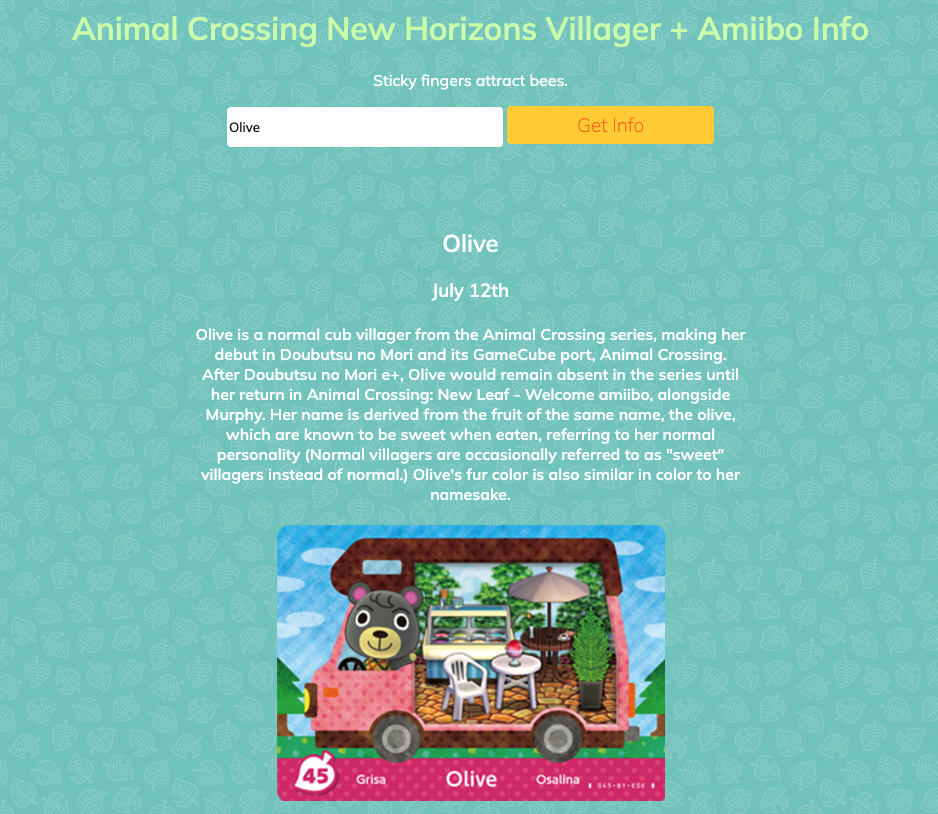 Animal Crossing New Horizons Villager + Amiibo Info
Sticky fingers attract bees.
Olive
Get Info
Olive
July 12th
Olive is a normal cub villager from the Animal Crossing series, making her
debut in Doubutsu no Mori and its GameCube port, Animal Crossing.
After Doubutsu no Mori e+, Olive would remain absent in the series until
her return in Animal Crossing: New Leaf - Welcome amiibo, alongside
Murphy. Her name is derived from the fruit of the same name, the olive,
which are known to be sweet when eaten, referring to her normal
personality (Normal villagers are occasionally referred to as "sweet"
villagers instead of normal.) Olive's fur color is also similar in color to her
namesake.
45
Grisa
Olive
Osalina
045-BY-EDE